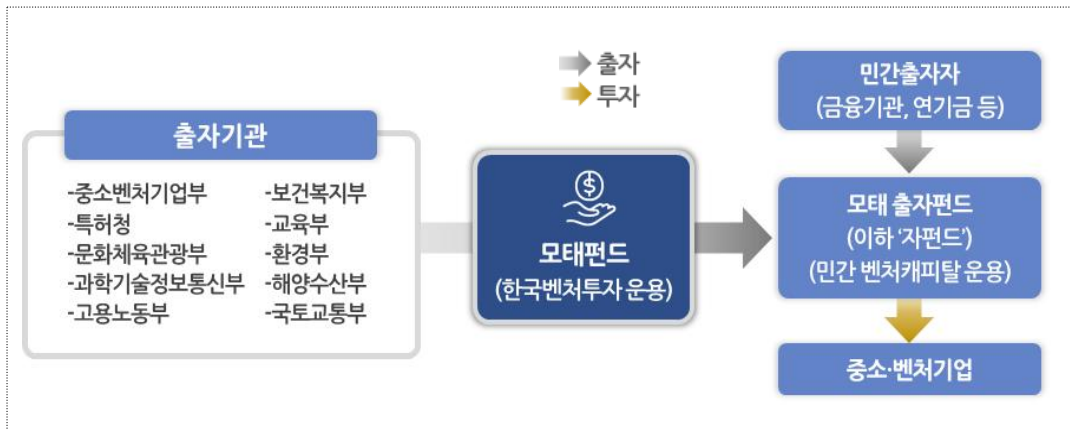 출자
투자
출자기관
-중소벤처기업부
-특허청
-문화체육관광부
-과학기술정보통신부
-고용노동부
-보건복지부
-교육부
-환경부
-해양수산부
-국토교통부
$
모태펀드
(한국벤처투자 운용)
민간출자자
(금융기관, 연기금 등)
모태 출자펀드
(이하 ‘자펀드’)
(민간 벤처캐피탈 운용)
중소·벤처기업